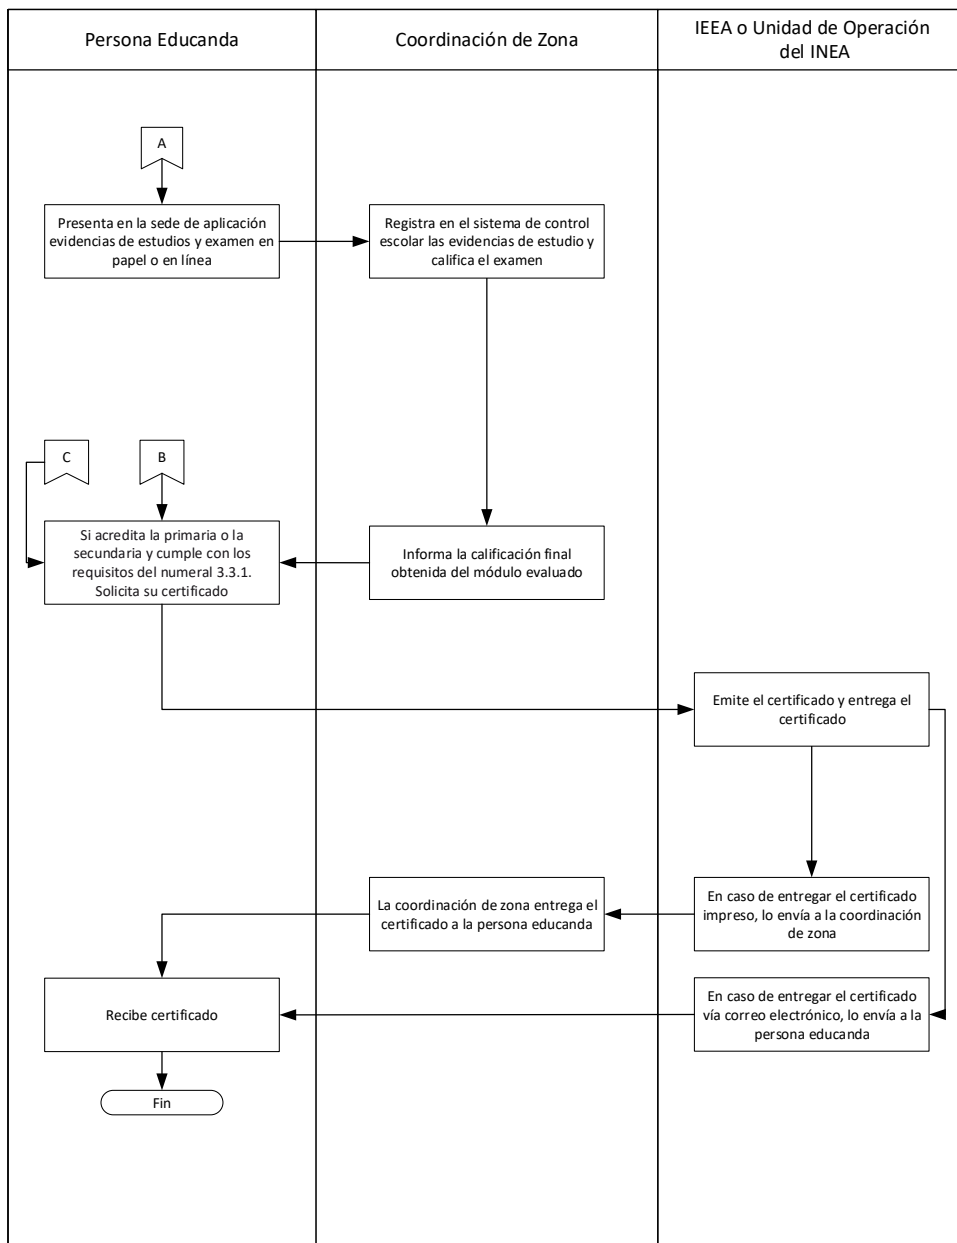 Persona Educanda
Coordinación de Zona
IEEA o Unidad de Operación
del INEA
A
Presenta en la sede de aplicación
evidencias de estudios y examen en
papel o en línea
Registra en el sistema de control
escolar las evidencias de estudio y
califica el examen
C
B
Si acredita la primaria o la
secundaria y cumple con los
requisitos del numeral 3.3.1.
Solicita su certificado
Informa la calificación final
obtenida del módulo evaluado
Emite el certificado y entrega el
certificado
En caso de entregar el certificado
impreso, lo envía a la coordinación
de zona
La coordinación de zona entrega el
certificado a la persona educanda
En caso de entregar el certificado
vía correo electrónico, lo envía a la
persona educanda
Recibe certificado
Fin